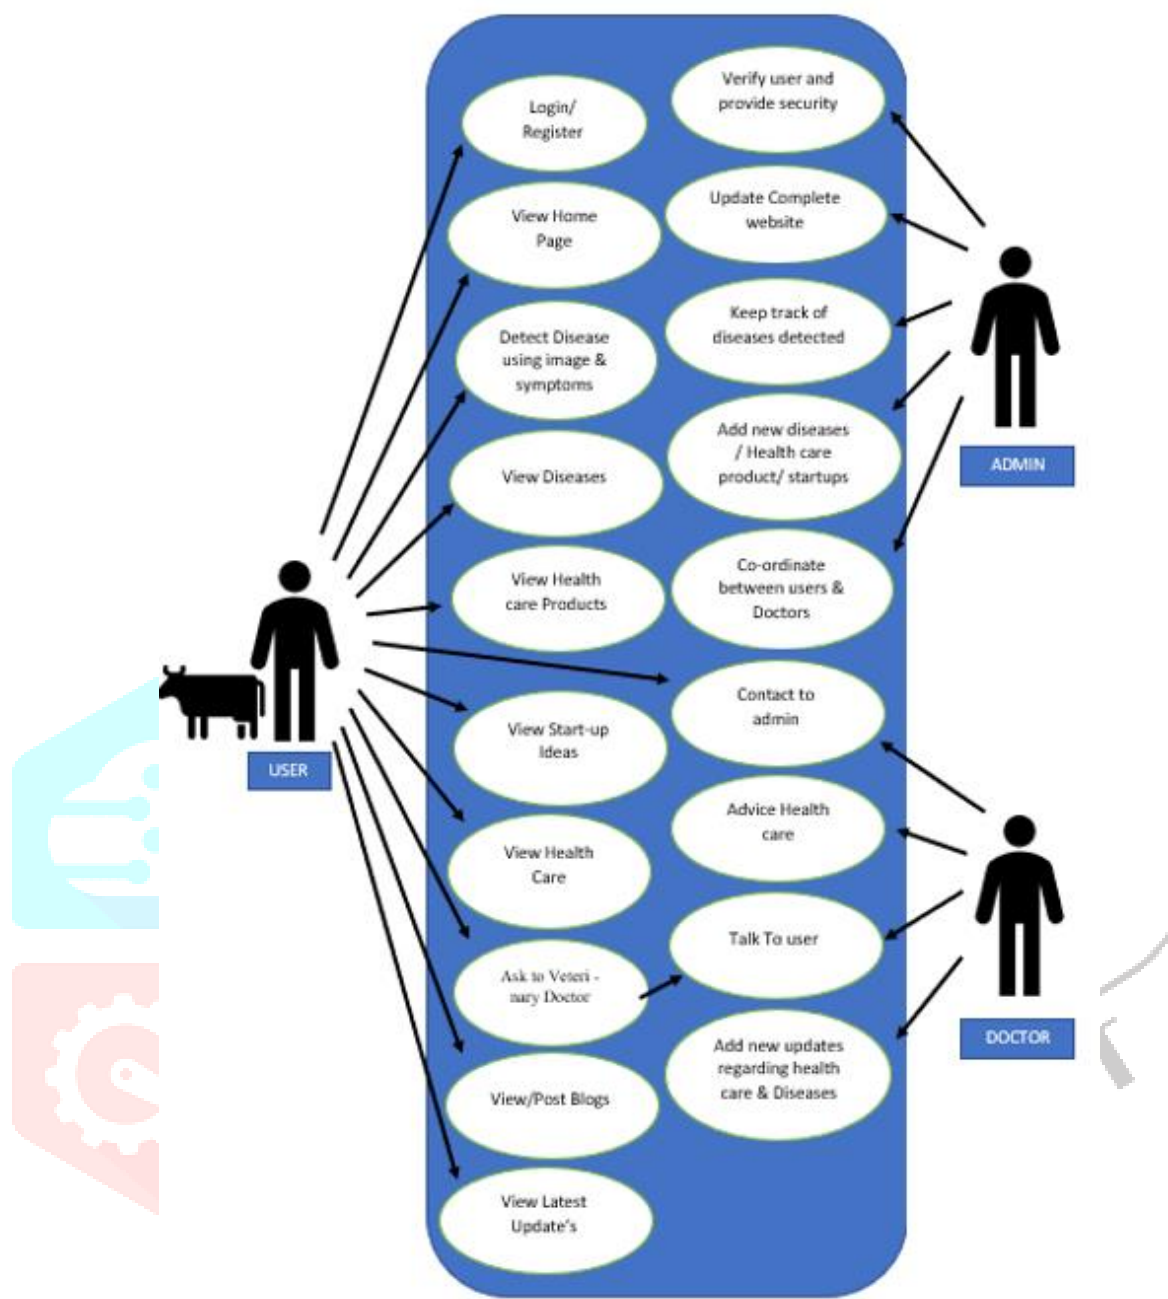 Login/
Register
View Home
Page
Detect Disease
using image &
symptoms
View Diseases
View Health
care Products
View Start-up
Ideas
View Health
Care
Ask to Veteri -
nary Doctor
View/Post Blogs
View Latest
Update's
Verify user and
provide security
Update Complete
website
Keep track of
diseases detected
Add new diseases
/ Health care
product/ startups
Co-ordinate
between users &
Doctors
Contact to
admin
Advice Health
care
Talk To user
Add new updates
regarding health
care & Diseases
USER
ADMIN
DOCTOR